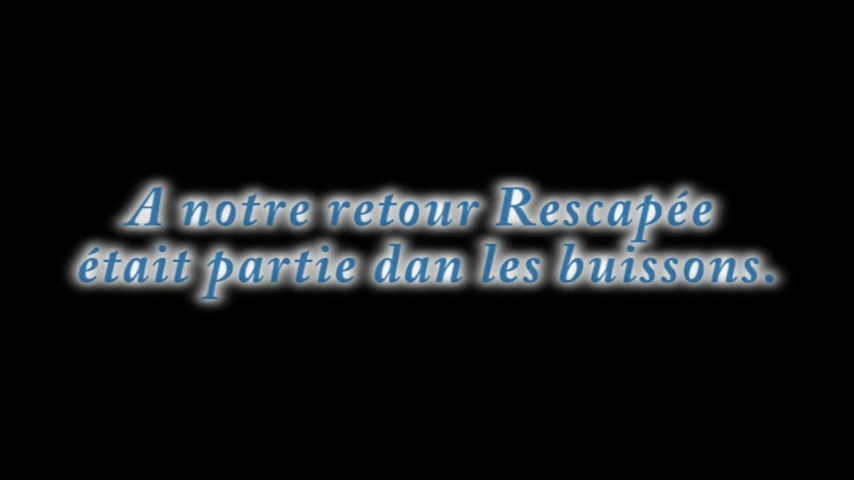 A notre retour Rescapée
était partie dan les buissons.